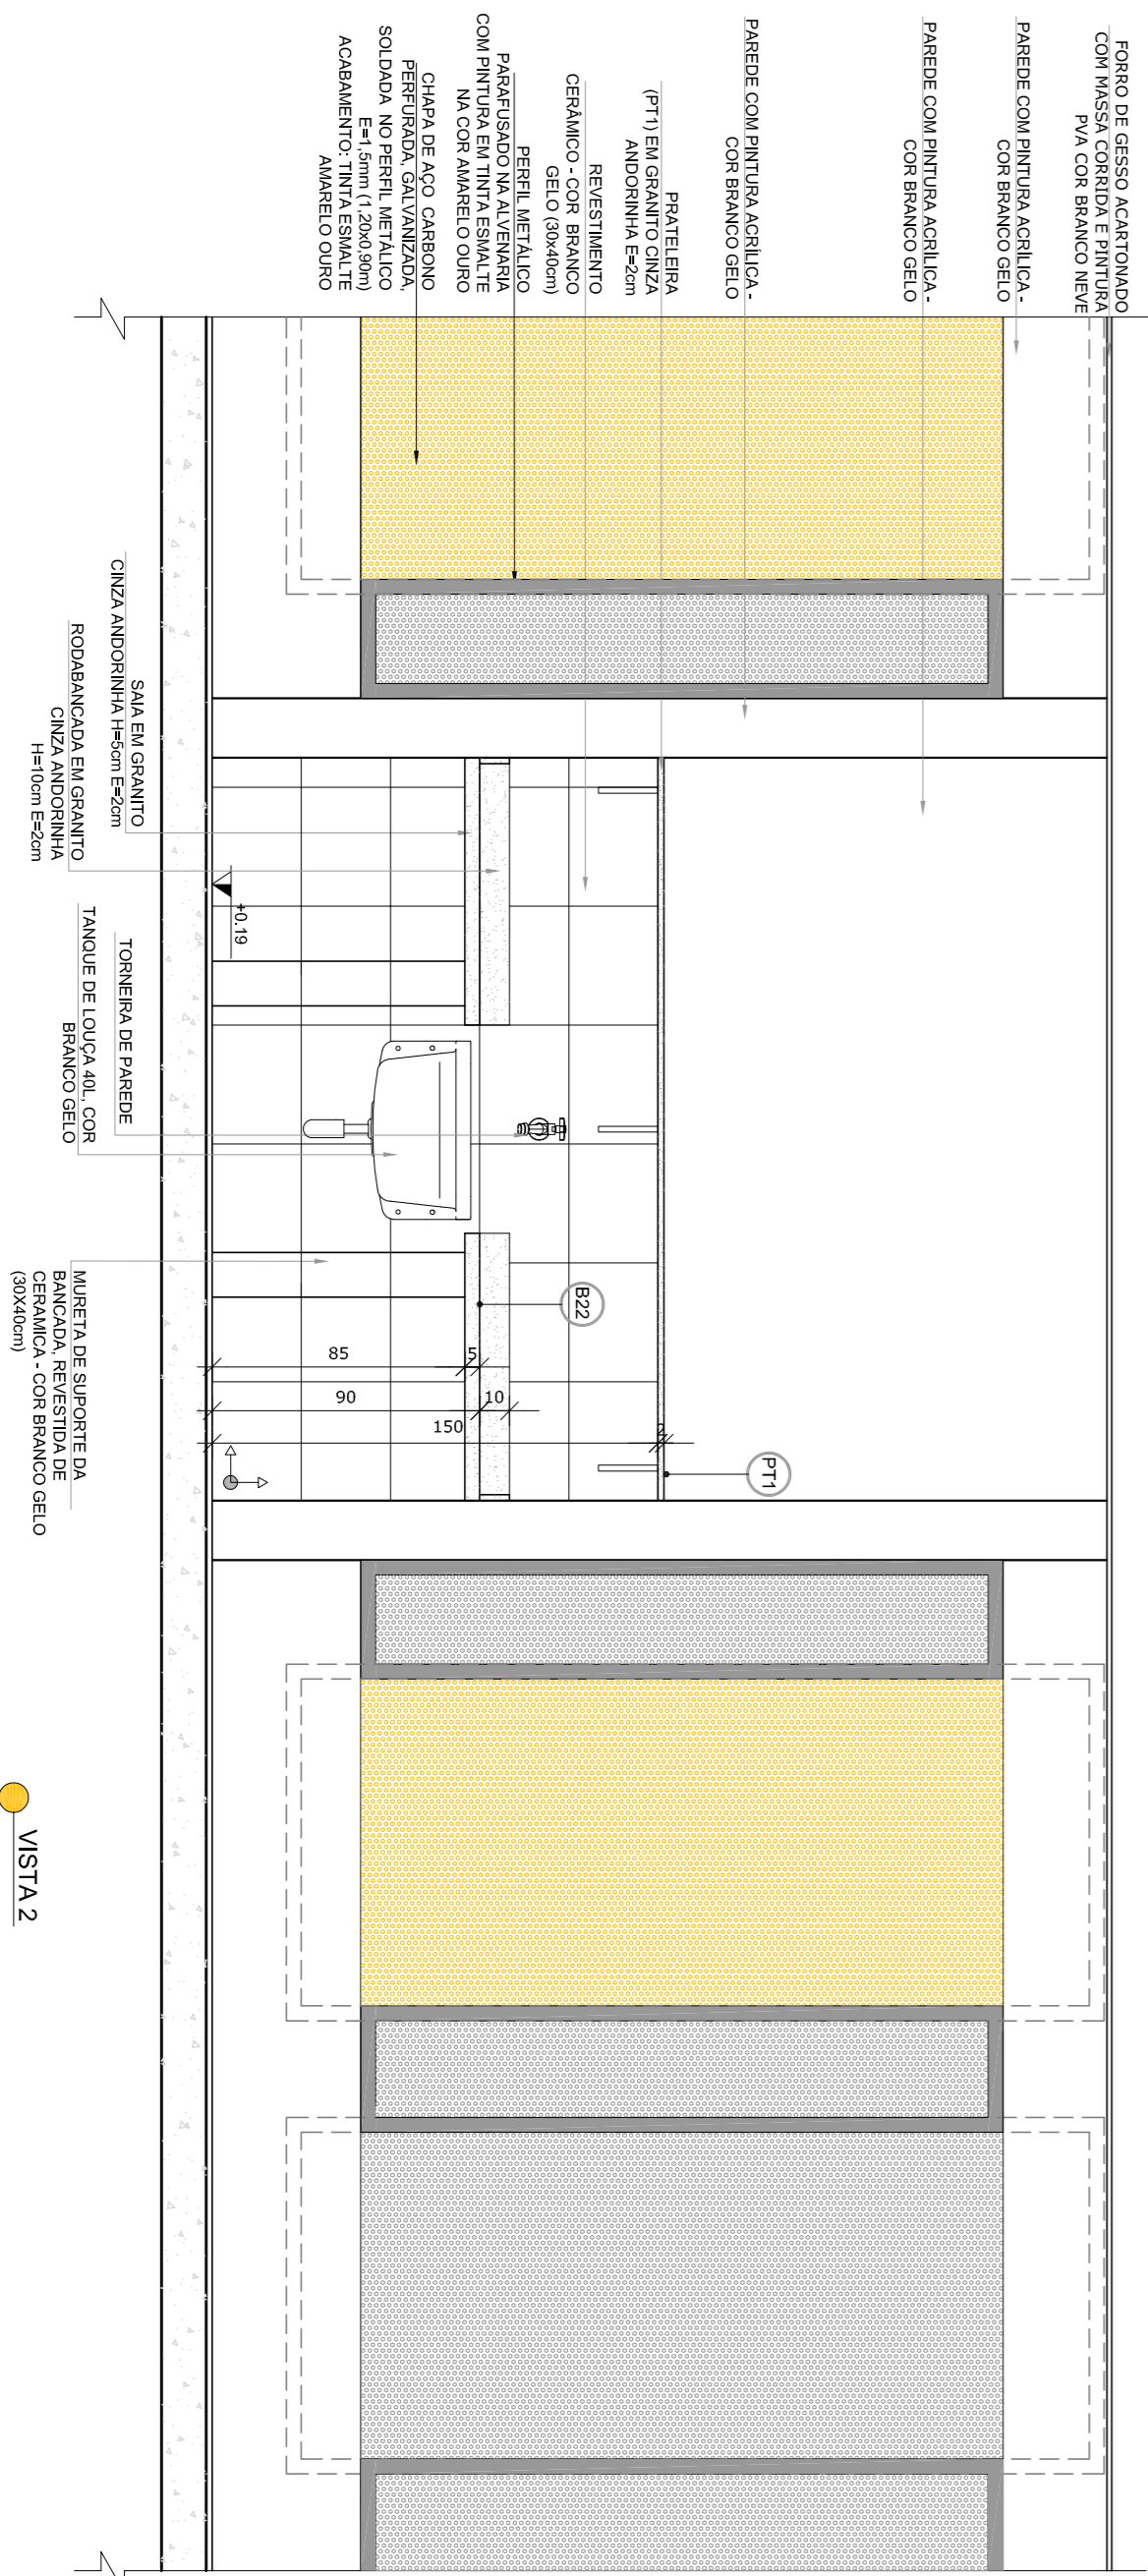 FORRO DE GESSO ACARTONADO
COM MASSA CORRIDA E PINTURA
PVA COR BRANCO NEVE
PAREDE COM PINTURA ACRÍLICA -
COR BRANCO GELO
PAREDE COM PINTURA ACRÍLICA -
COR BRANCO GELO
PAREDE COM PINTURA ACRÍLICA -
COR BRANCO GELO
PRATELEIRA
(PT1) EM GRANITO CINZA
ANDORINHA E=2cm
REVESTIMENTO
CERÂMICO - COR BRANCO
GELO (30x40cm)
PERFIL METÁLICO
PARAFUSADO NA ALVENARIA
COM PINTURA EM TINTA ESMALTE
NA COR AMARELO OURO
CHAPA DE AÇO CARBONO
PERFURADA, GALVANIZADA,
SOLDADA NO PERFIL METÁLICO
E=1,5mm (1,20x0,90m)
ACABAMENTO: TINTA ESMALTE
AMARELO OURO
PT1
B22
2
150
10
90
5
85
+0.19
SAIA EM GRANITO
CINZA ANDORINHA H=5cm E=2cm
RODABANCADA EM GRANITO
CINZA ANDORINHA
H=10cm E=2cm
TORNEIRA DE PAREDE
TANQUE DE LOUÇA 40L, COR
BRANCO GELO
MURETA DE SUPORTE DA
BANCADA, REVESTIDA DE
CERAMICA - COR BRANCO GELO
(30X40cm)
VISTA 2